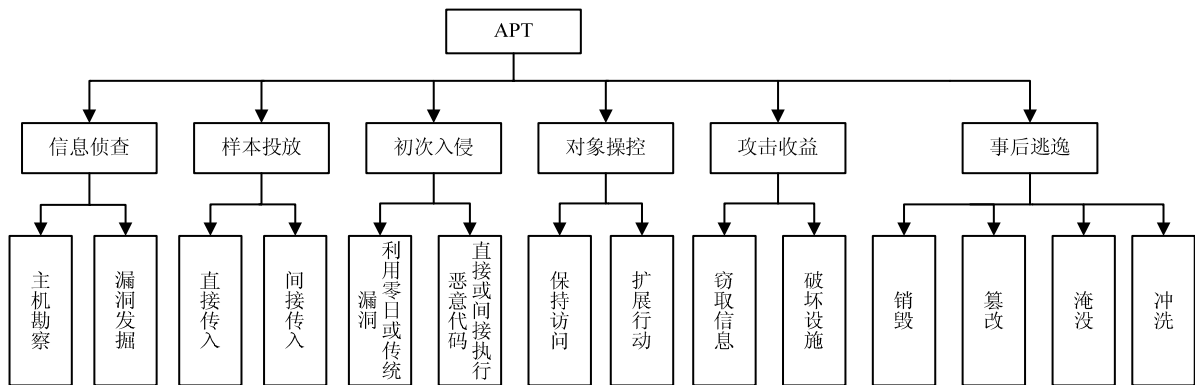 APT
信息侦查
样本投放
初次入侵
对象操控
攻击收益
事后逃逸
主机勘察
漏洞发掘
直接传入
间接传入
利用零日或传统
漏洞
直接或间接执行
恶意代码
保持访问
扩展行动
窃取信息
破坏设施
销毁
篡改
淹没
冲洗